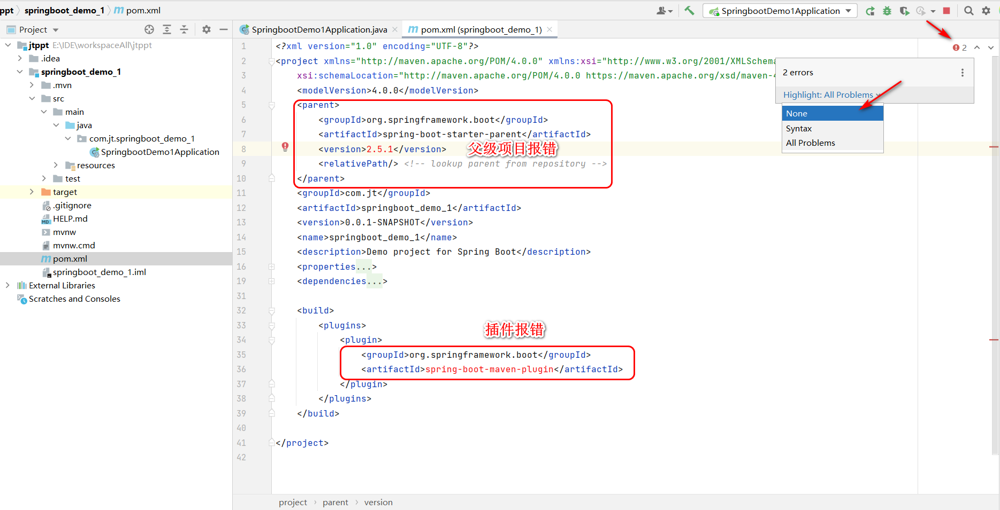 ppt springboot_demo_1 pom.xml
SpringbootDemo1Application
Project
SpringbootDemo1Application.java
pom.xml (springboot_demo_1)
jtppt E:\IDE\workspaceAll\jtppt
.idea
springboot_demo_1
.mvn
src
main
java
com.jt.springboot_demo_1
SpringbootDemo1Application
resources
test
target
.gitignore
HELP.md
mvnw
mvnw.cmd
pom.xml
springboot_demo_1.iml
External Libraries
Scratches and Consoles
1 <?xml version="1.0" encoding="UTF-8"?>
2 <project xmlns="http://maven.apache.org/POM/4.0.0" xmlns:xsi="http://www.w3.org/2001/XMLSchema
3 xsi:schemaLocation="http://maven.apache.org/POM/4.0.0 https://maven.apache.org/xsd/maven-4
4 <modelVersion>4.0.0</modelVersion>
5 <parent>
6 <groupId>org.springframework.boot</groupId>
7 <artifactId>spring-boot-starter-parent</artifactId>
8 <version>2.5.1</version>
父级项目报错
9 <relativePath/> <!-- lookup parent from repository -->
10 </parent>
11 <groupId>com.jt</groupId>
12 <artifactId>springboot_demo_1</artifactId>
13 <version>0.0.1-SNAPSHOT</version>
14 <name>springboot_demo_1</name>
15 <description>Demo project for Spring Boot</description>
16 <properties...>
19 <dependencies...>
31
32 <build>
33 <plugins>
插件报错
34 <plugin>
35 <groupId>org.springframework.boot</groupId>
36 <artifactId>spring-boot-maven-plugin</artifactId>
37 </plugin>
38 </plugins>
39 </build>
40
41 </project>
42
2
2 errors
Highlight: All Problems
None
Syntax
All Problems
project › parent › version